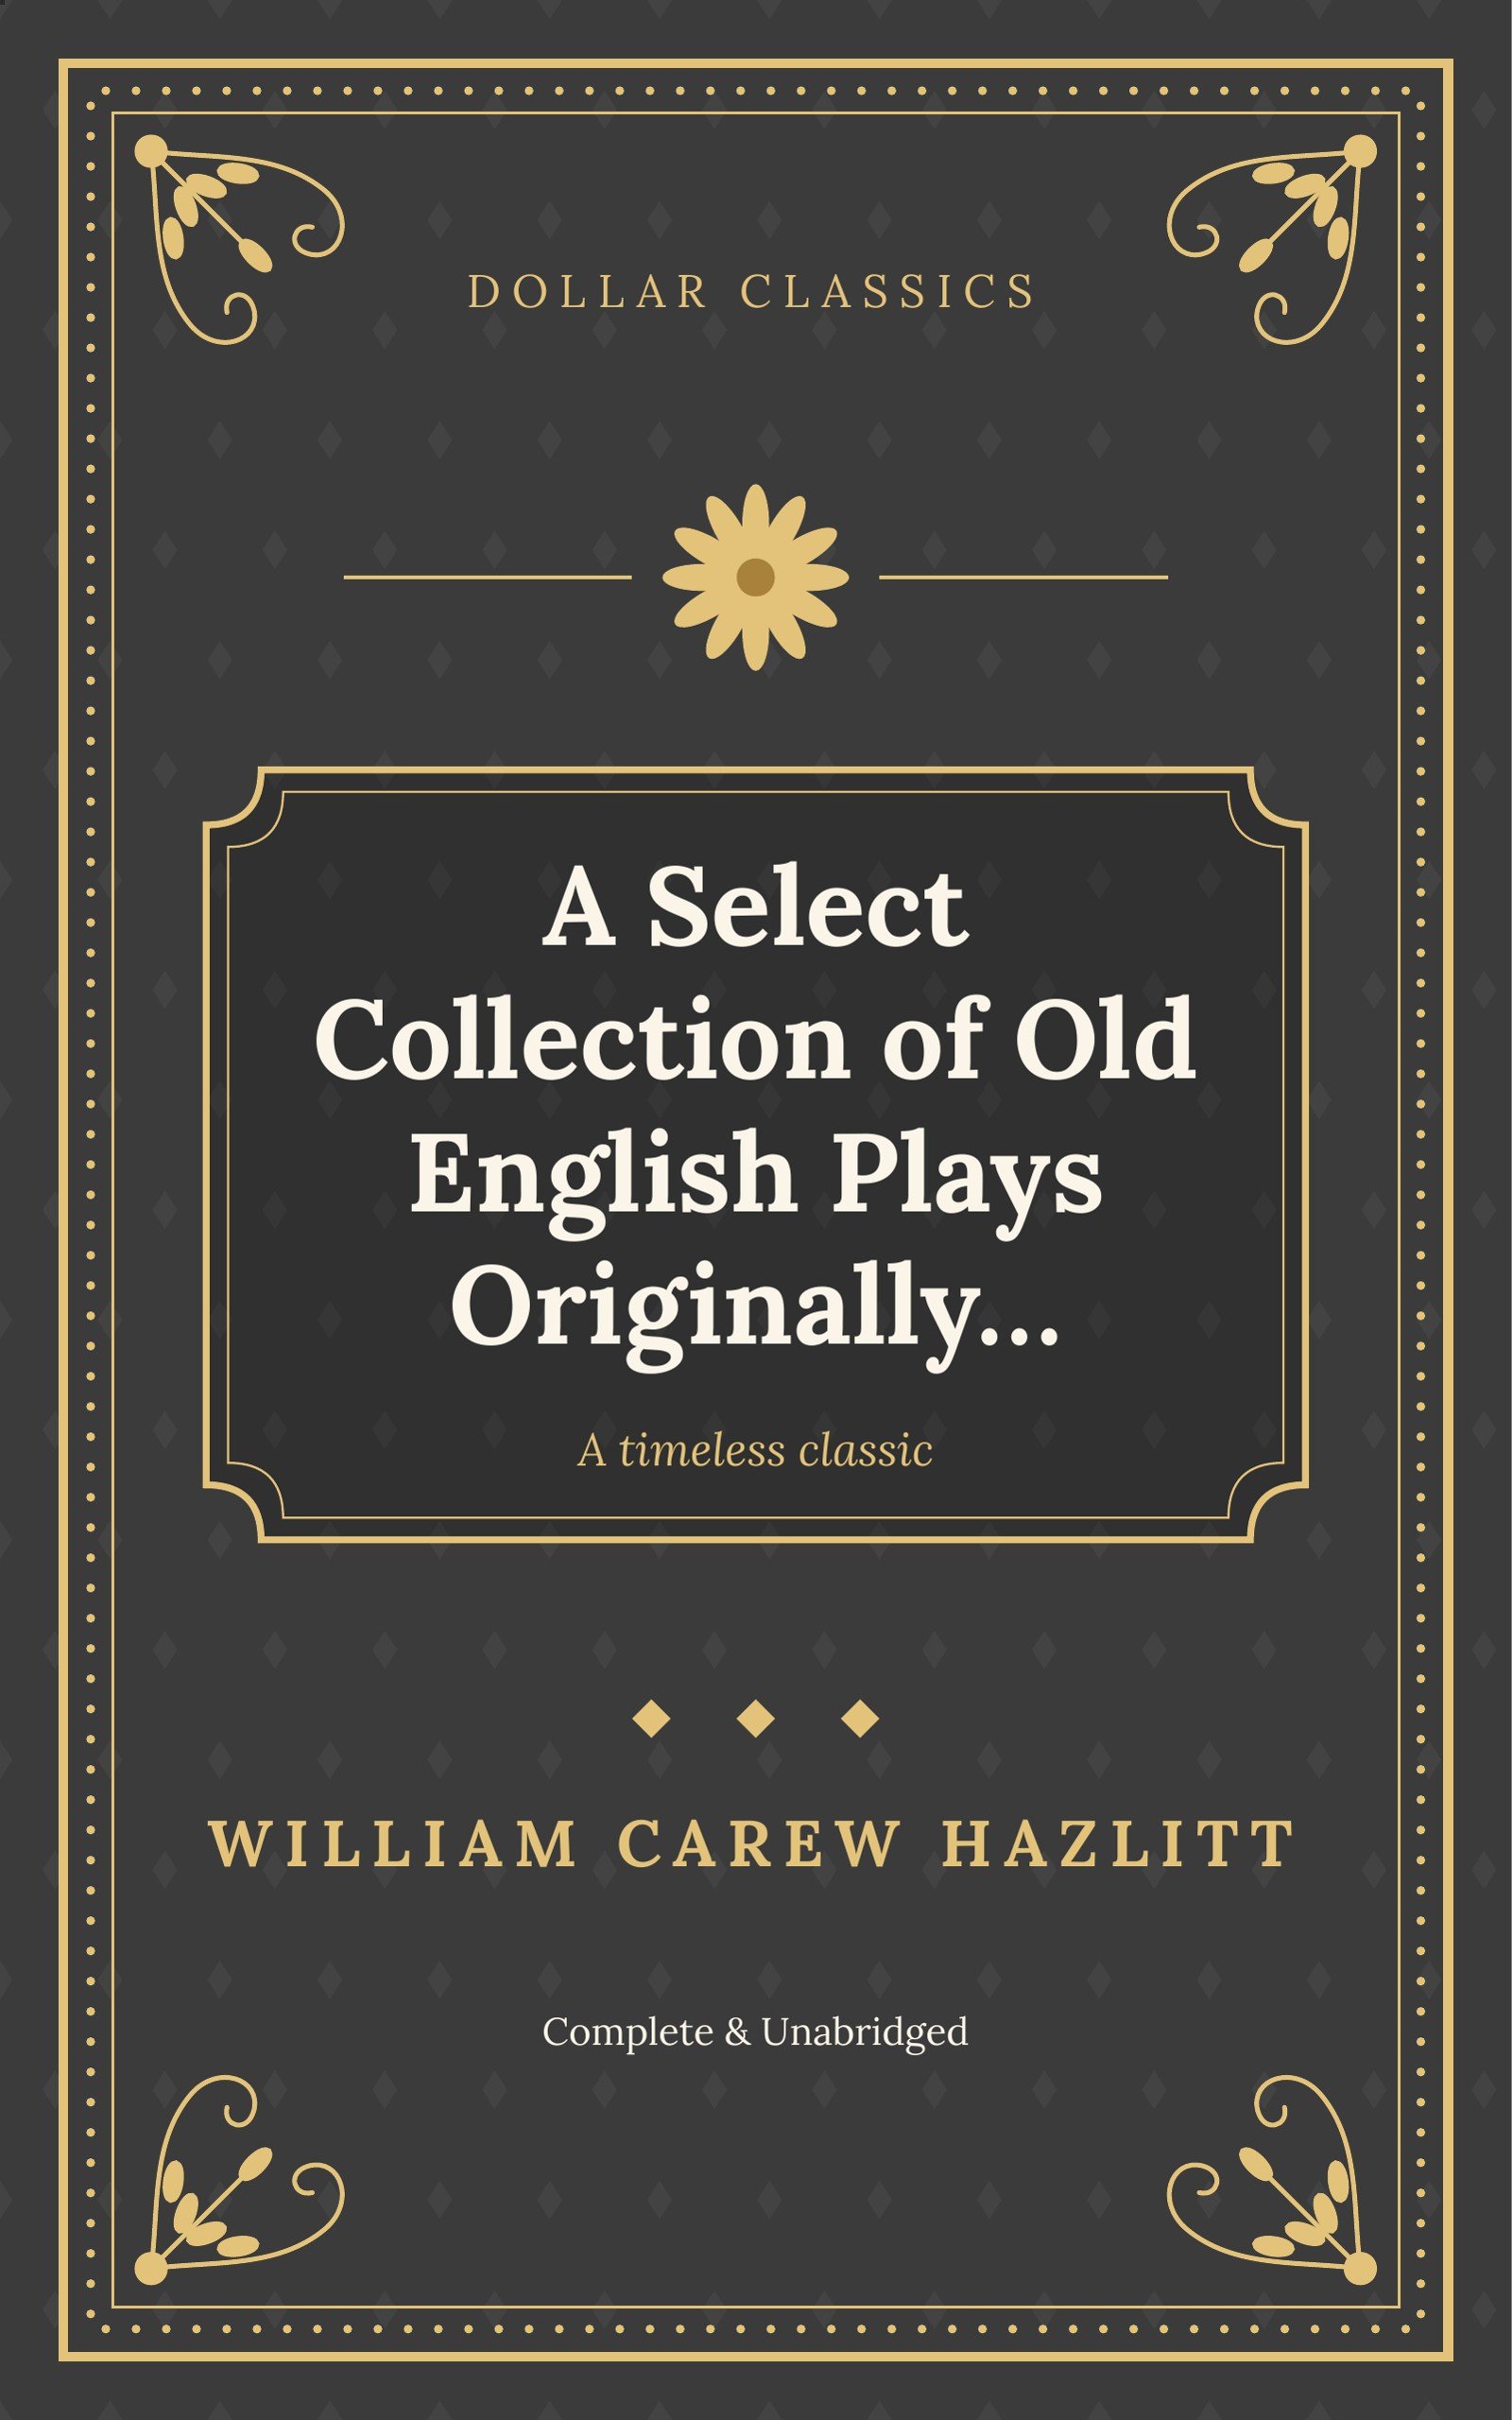 DOLLAR CLASSICS
A Select
Collection of Old
English Plays
Originally...
A timeless classic
WILLIAM CAREW HAZLITT
Complete & Unabridged